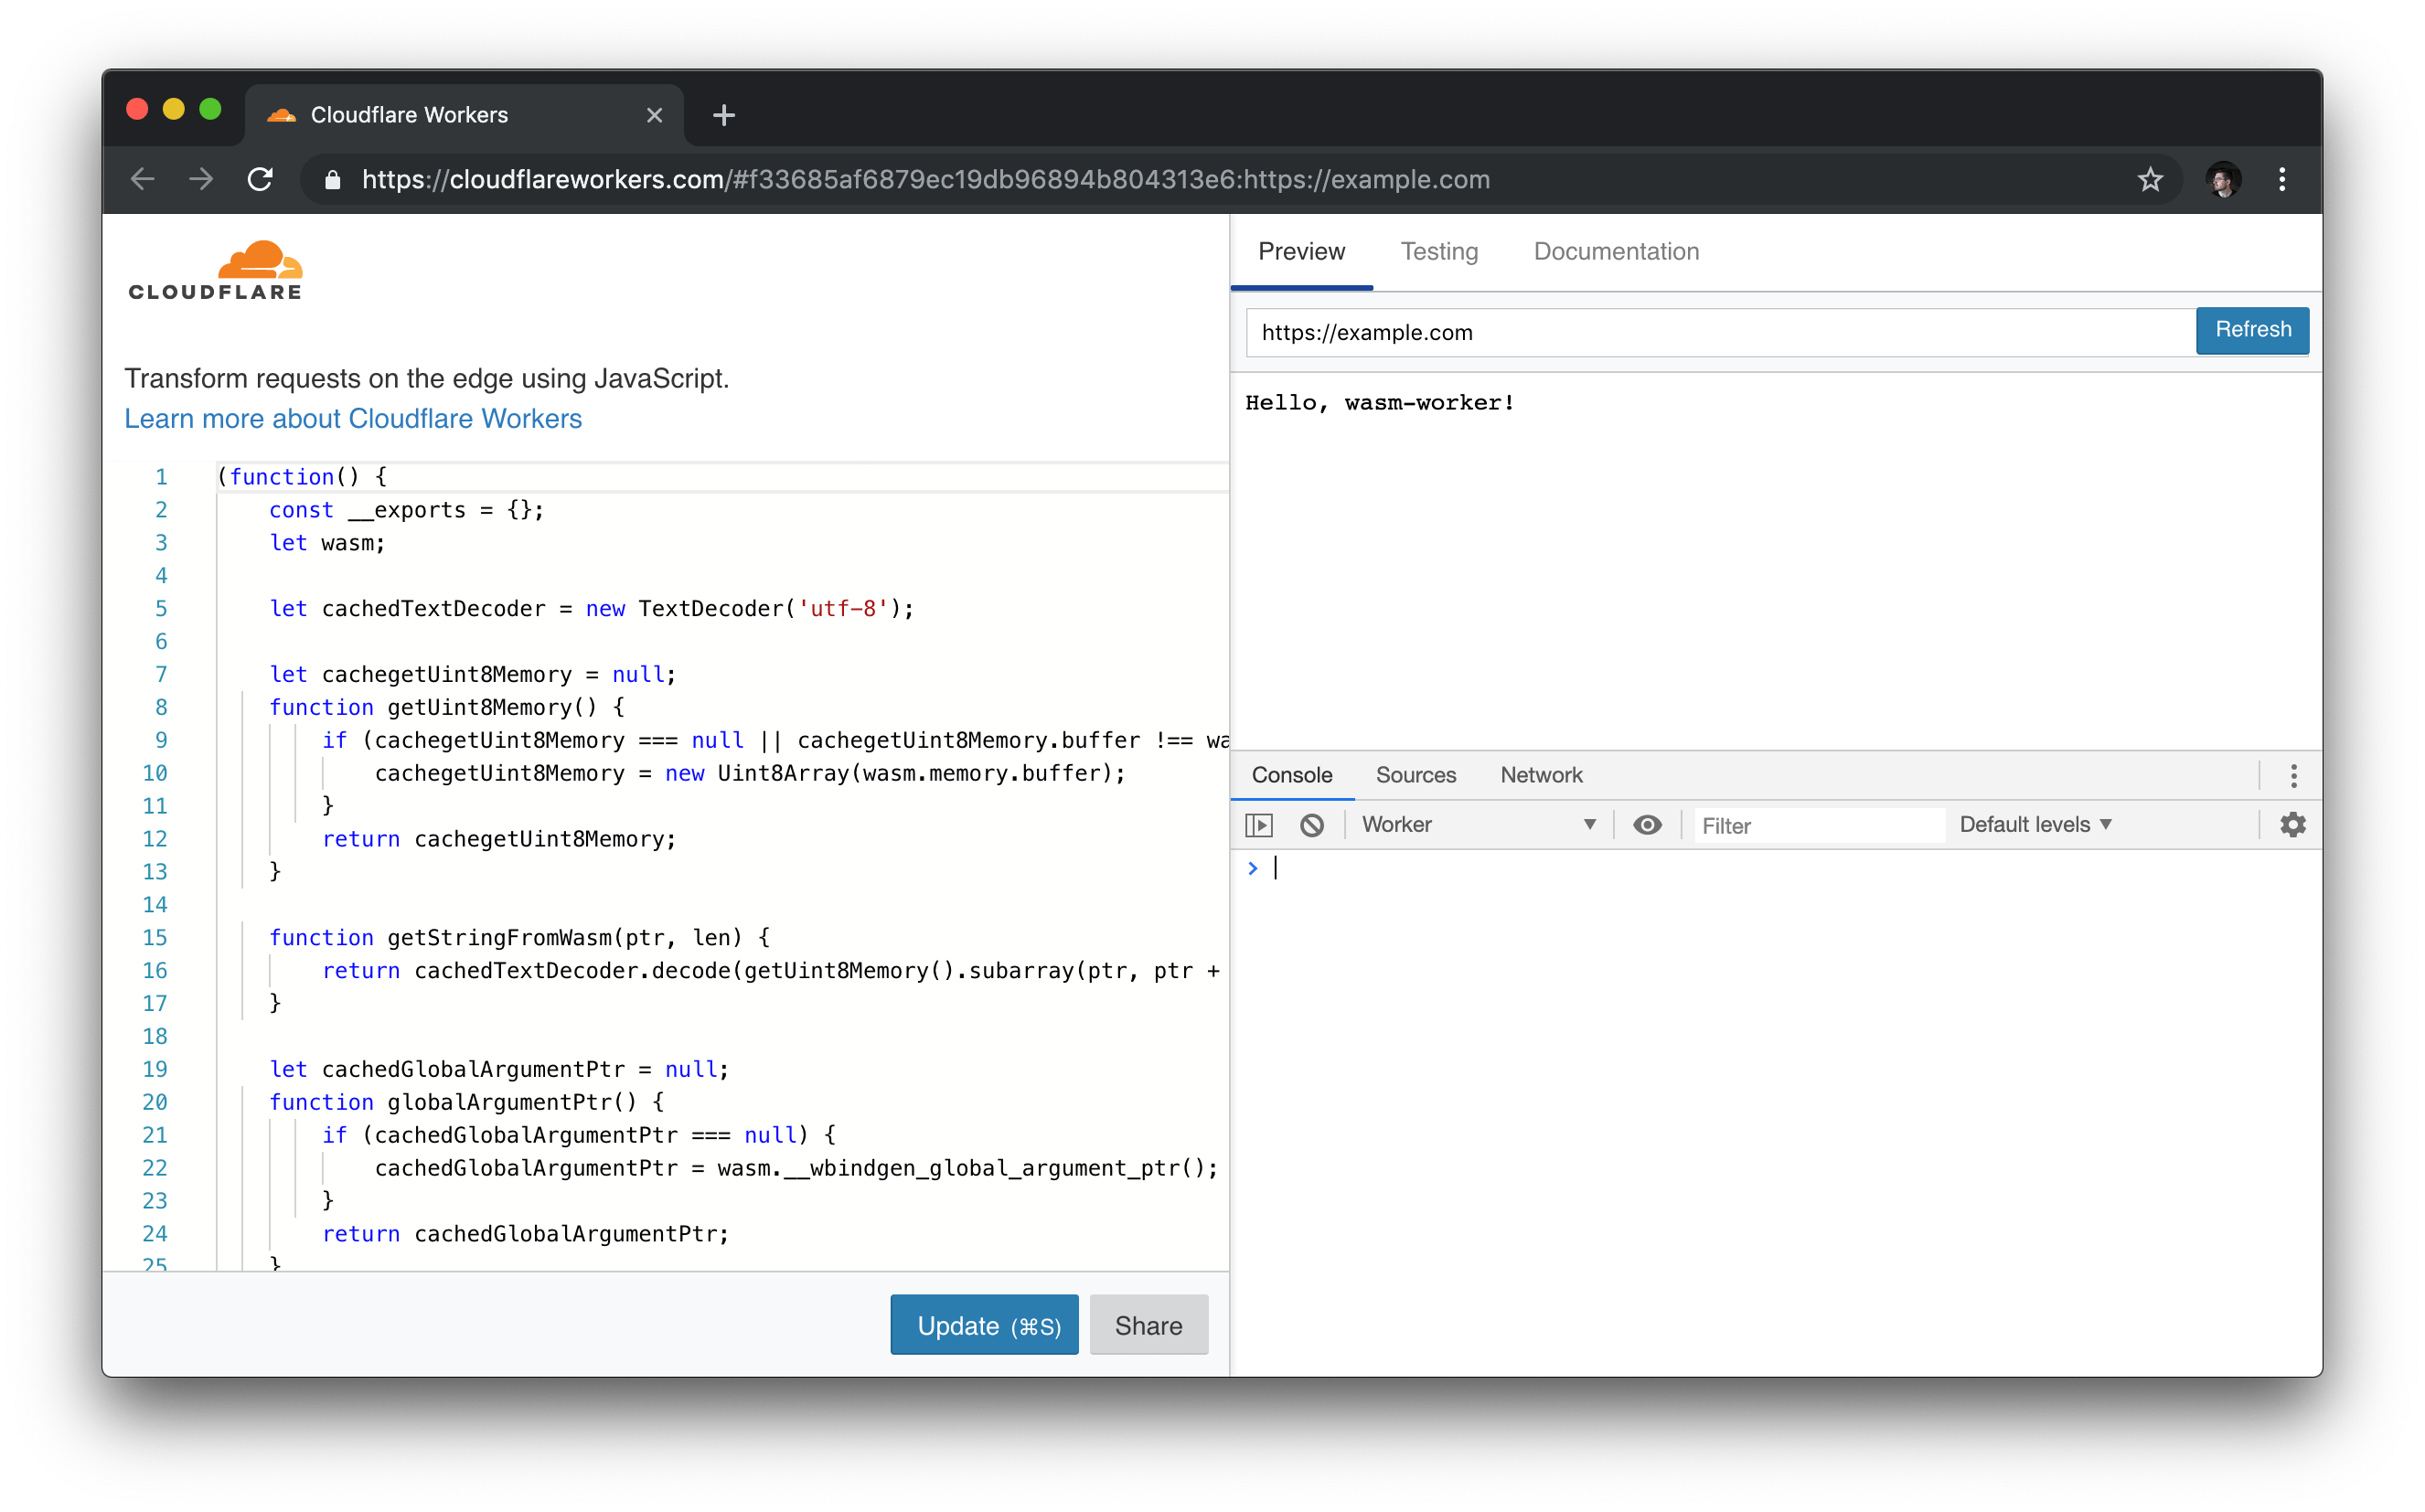 Cloudflare Workers
https://cloudflareworkers.com/#f33685af6879ec19db96894b804313e6:https://example.com
CLOUDFLARE
Transform requests on the edge using JavaScript.
Learn more about Cloudflare Workers
1 (function() {
2 const __exports = {};
3 let wasm;
4
5 let cachedTextDecoder = new TextDecoder('utf-8');
6
7 let cachegetUint8Memory = null;
8 function getUint8Memory() {
9 if (cachegetUint8Memory === null || cachegetUint8Memory.buffer !== wa
10 cachegetUint8Memory = new Uint8Array(wasm.memory.buffer);
11 }
12 return cachegetUint8Memory;
13 }
14
15 function getStringFromWasm(ptr, len) {
16 return cachedTextDecoder.decode(getUint8Memory().subarray(ptr, ptr +
17 }
18
19 let cachedGlobalArgumentPtr = null;
20 function globalArgumentPtr() {
21 if (cachedGlobalArgumentPtr === null) {
22 cachedGlobalArgumentPtr = wasm.__wbindgen_global_argument_ptr();
23 }
24 return cachedGlobalArgumentPtr;
25 }
Update (⌘S) Share
Preview Testing Documentation
https://example.com Refresh
Hello, wasm-worker!
Console Sources Network
Worker Filter Default levels